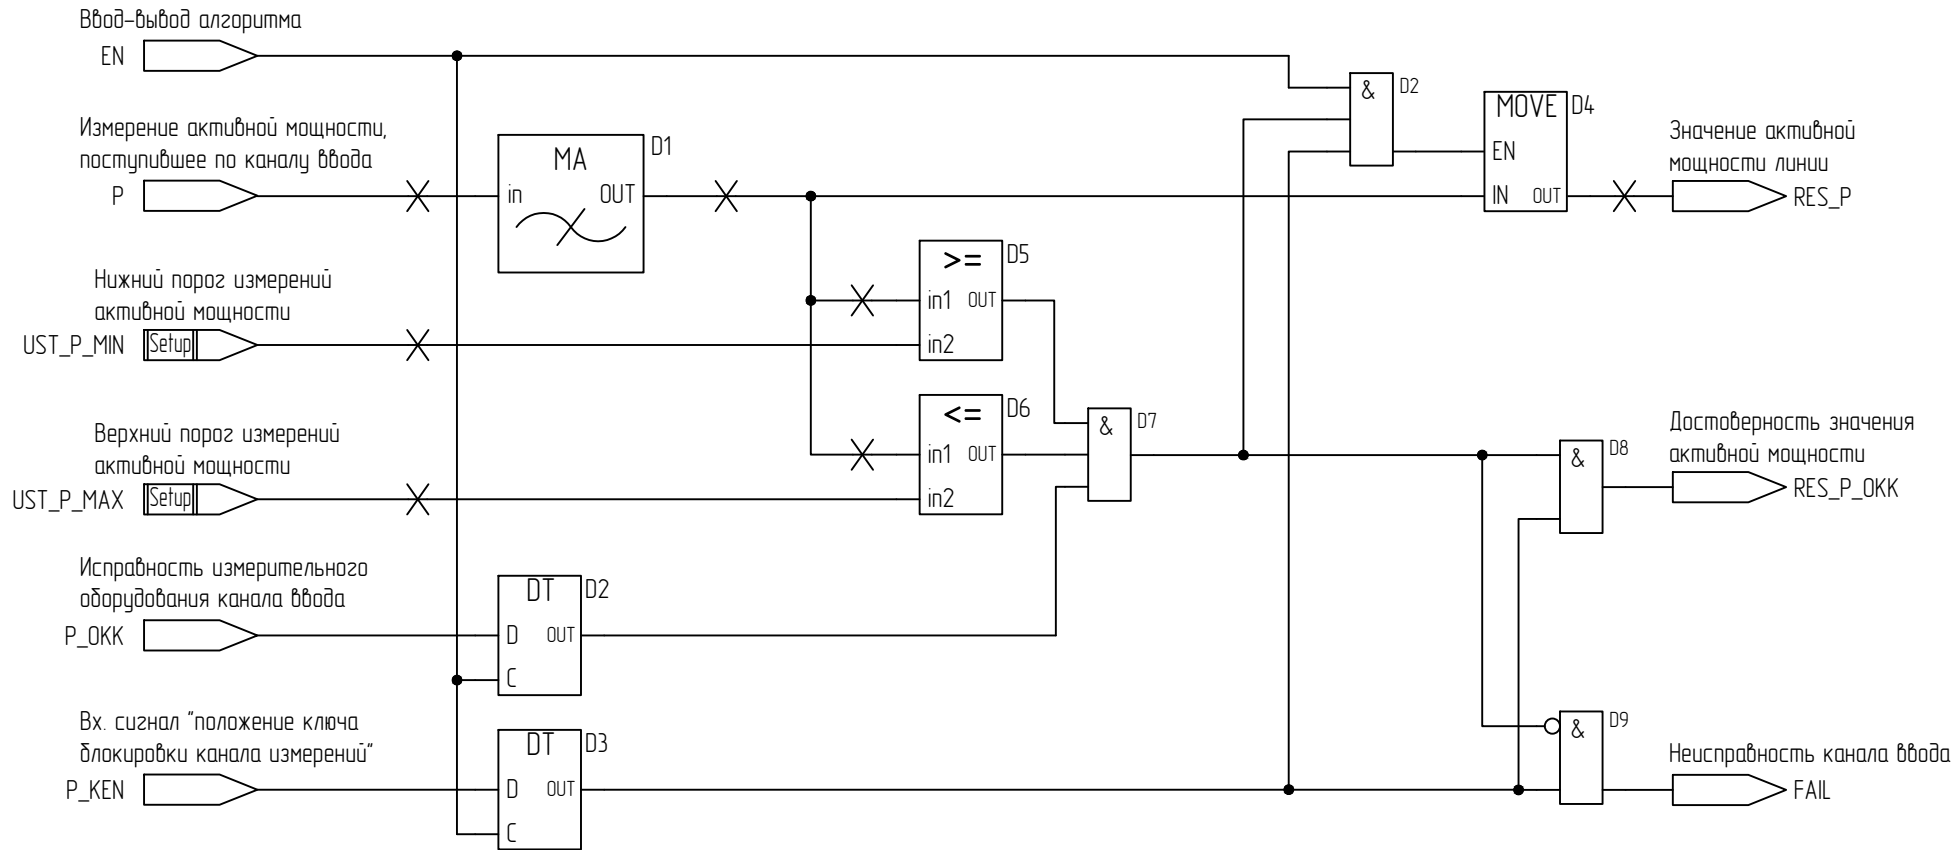 Ввод-вывод алгоритма
EN
& D2
MOVE D4
EN
IN OUT
Измерение активной мощности,
поступившее по каналу ввода
P
MA D1
in OUT
Значение активной
мощности линии
RES_P
Нижний порог измерений
активной мощности
UST_P_MIN Setup
>= D5
in1 OUT
in2
Верхний порог измерений
активной мощности
UST_P_MAX Setup
<= D6
in1 OUT
in2
& D7
& D8
Достоверность значения
активной мощности
RES_P_OKK
Исправность измерительного
оборудования канала ввода
P_OKK
DT D2
D OUT
C
Вх. сигнал "положение ключа
блокировки канала измерений"
P_KEN
DT D3
D OUT
C
& D9
Неисправность канала ввода
FAIL